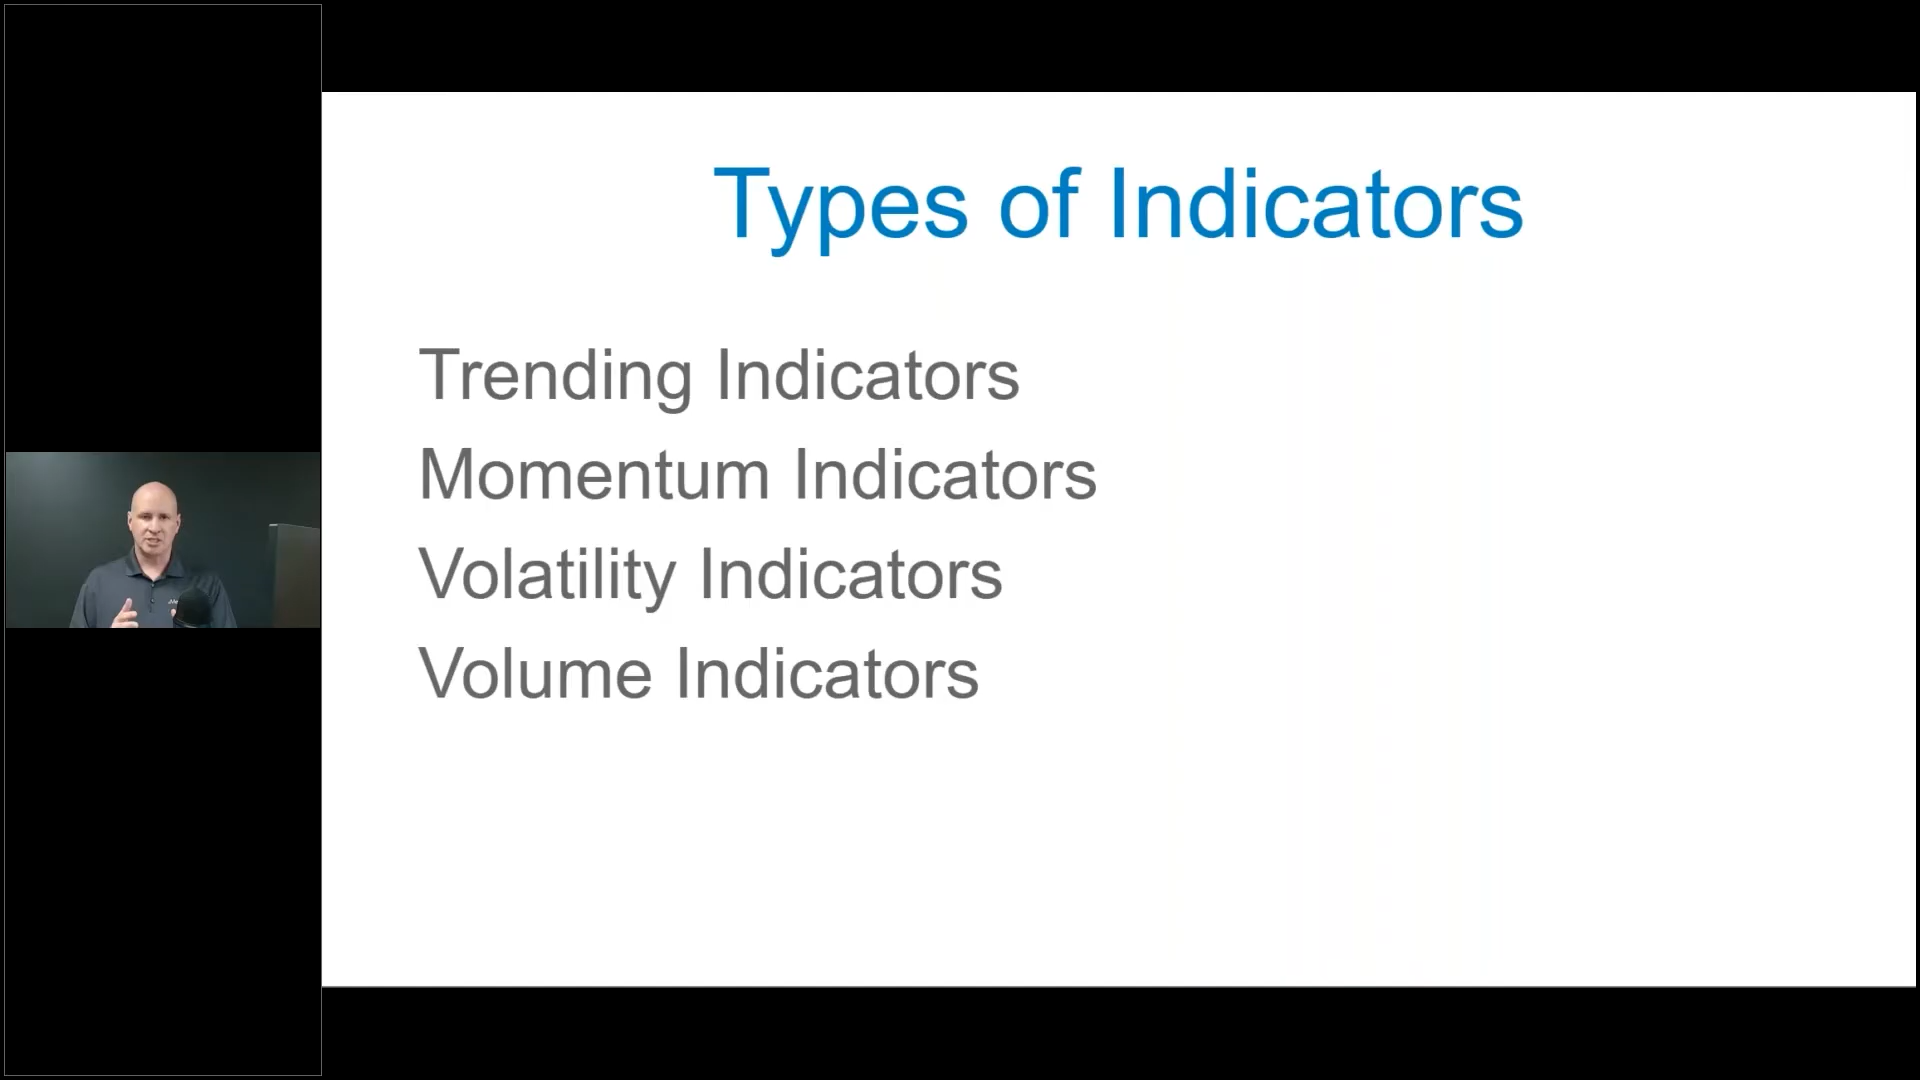 Types of Indicators
Trending Indicators
Momentum Indicators
Volatility Indicators
Volume Indicators